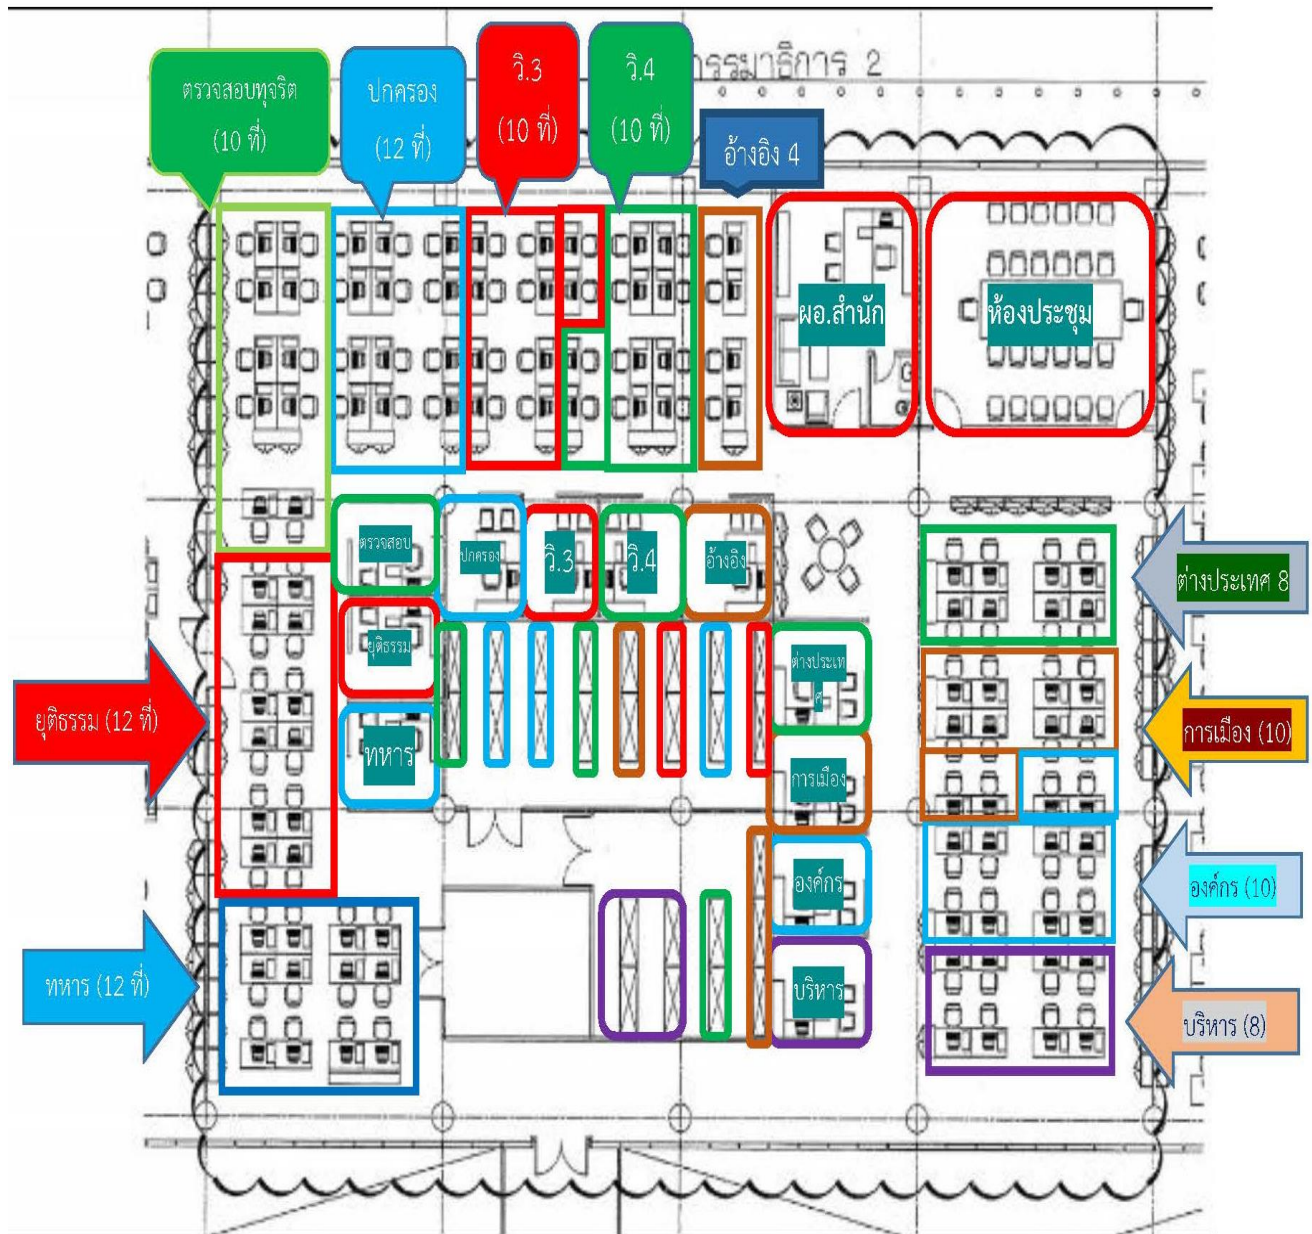 รรมาธิการ 2
ตรวจสอบทุจริต
(10 ที่)
ปกครอง
(12 ที่)
วิ.3
(10 ที่)
วิ.4
(10 ที่)
อ้างอิง 4
ผอ.สำนัก
ห้องประชุม
ตรวจสอบ
ปกครอง
วิ.3
วิ.4
อ้างอิง
ต่างประเทศ 8
ยุติธรรม
ต่างประเท
ศ
ยุติธรรม (12 ที่)
ทหาร
การเมือง
การเมือง (10)
องค์กร
องค์กร (10)
ทหาร (12 ที่)
บริหาร
บริหาร (8)